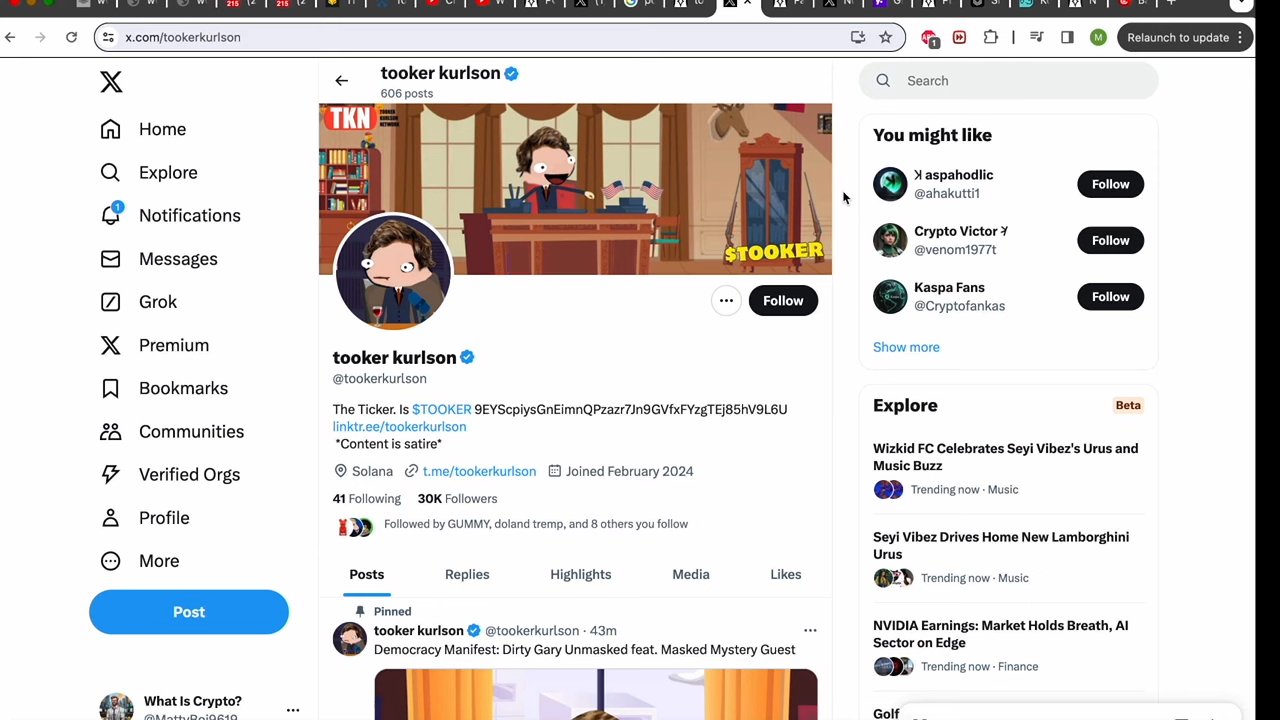 x.com/tookerkurlson
Relaunch to update
tooker kurlson
606 posts
Search
TKN
$TOOKER
Home
Explore
1
Notifications
Messages
Grok
Premium
Bookmarks
Communities
Verified Orgs
Profile
More
Post
What Is Crypto?
@MattyBoi9619
Follow
tooker kurlson
@tookerkurlson
The Ticker. Is $TOOKER 9EYScpiysGnEimnQPzazr7Jn9GVfxFYzgTEj85hV9L6U
linktr.ee/tookerkurlson
*Content is satire*
Solana t.me/tookerkurlson Joined February 2024
41 Following 30K Followers
Followed by GUMMY, doland tremp, and 8 others you follow
Posts Replies Highlights Media Likes
Pinned
tooker kurlson @tookerkurlson · 43m
Democracy Manifest: Dirty Gary Unmasked feat. Masked Mystery Guest
You might like
aspahodlic
@ahakutti1
Follow
Crypto Victor
@venom1977t
Follow
Kaspa Fans
@Cryptofankas
Follow
Show more
Explore
Beta
Wizkid FC Celebrates Seyi Vibez's Urus and
Music Buzz
Trending now · Music
Seyi Vibez Drives Home New Lamborghini
Urus
Trending now · Music
NVIDIA Earnings: Market Holds Breath, AI
Sector on Edge
Trending now · Finance